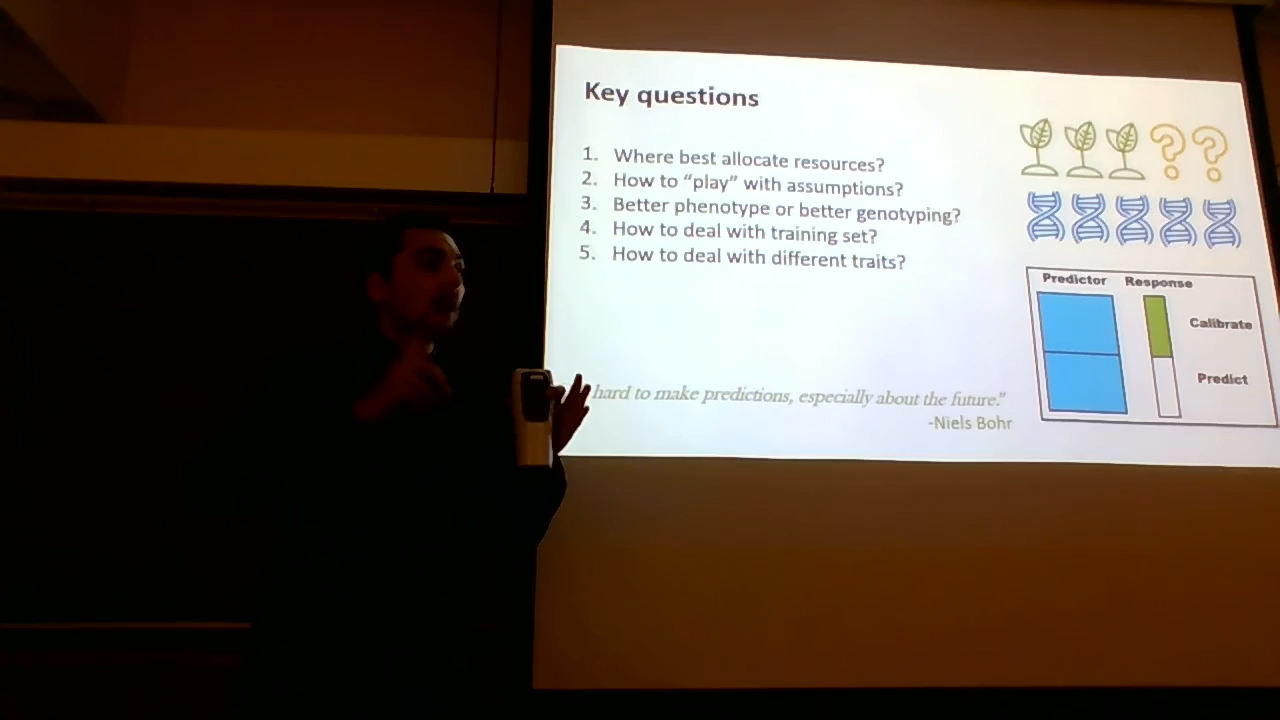 Key questions
1. Where best allocate resources?
2. How to “play” with assumptions?
3. Better phenotype or better genotyping?
4. How to deal with training set?
5. How to deal with different traits?
Predictor Response
Calibrate
Predict
hard to make predictions, especially about the future.”
-Niels Bohr